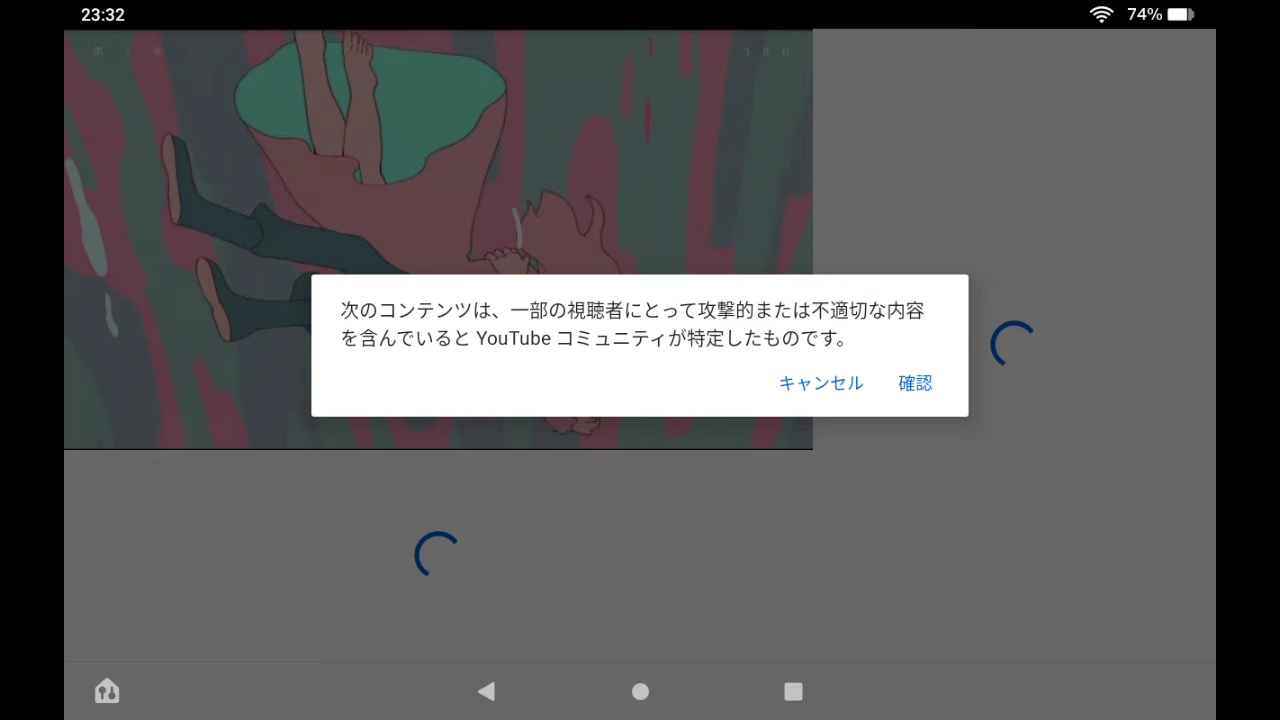 23:32
74%
次のコンテンツは、一部の視聴者にとって攻撃的または不適切な内容
を含んでいると YouTube コミュニティが特定したものです。
キャンセル
確認